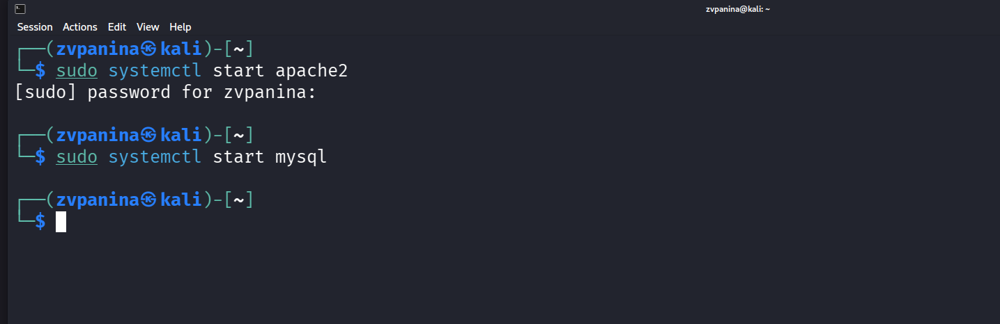 zvpanina@kali: ~
Session Actions Edit View Help
┌──(zvpanina㉿kali)-[~]
└─$ sudo systemctl start apache2
[sudo] password for zvpanina:
┌──(zvpanina㉿kali)-[~]
└─$ sudo systemctl start mysql
┌──(zvpanina㉿kali)-[~]
└─$